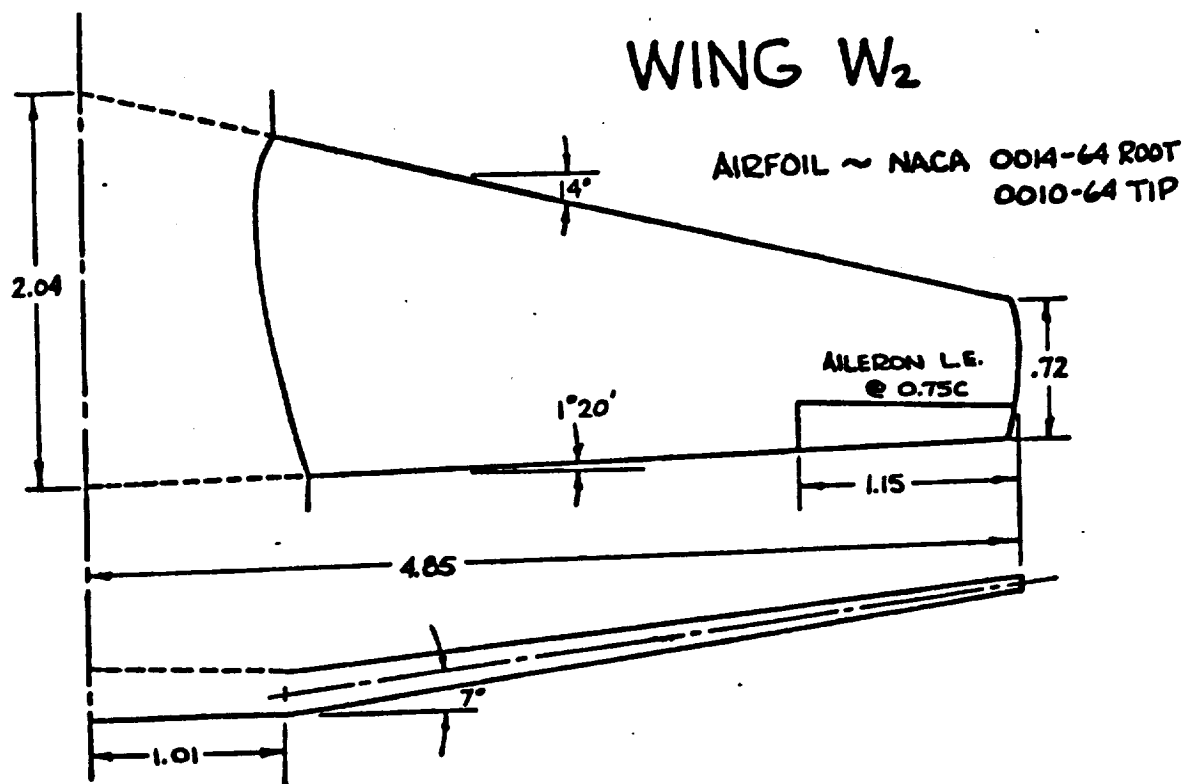 WING W₂
AIRFOIL ~ NACA 0014-64 ROOT
0010-64 TIP
14°
2.04
AILERON L.E.
@ 0.75C
.72
1°20'
1.15
4.85
7°
1.01